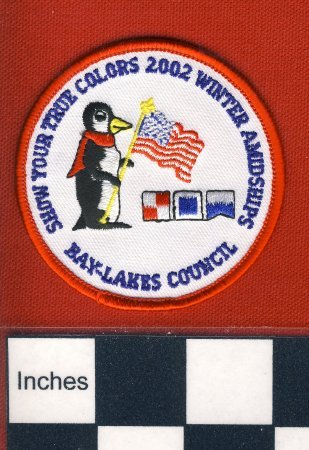 SHOW YOUR TRUE COLORS 2002 WINTER AMIDSHIPS
BAY-LAKES COUNCIL
Inches